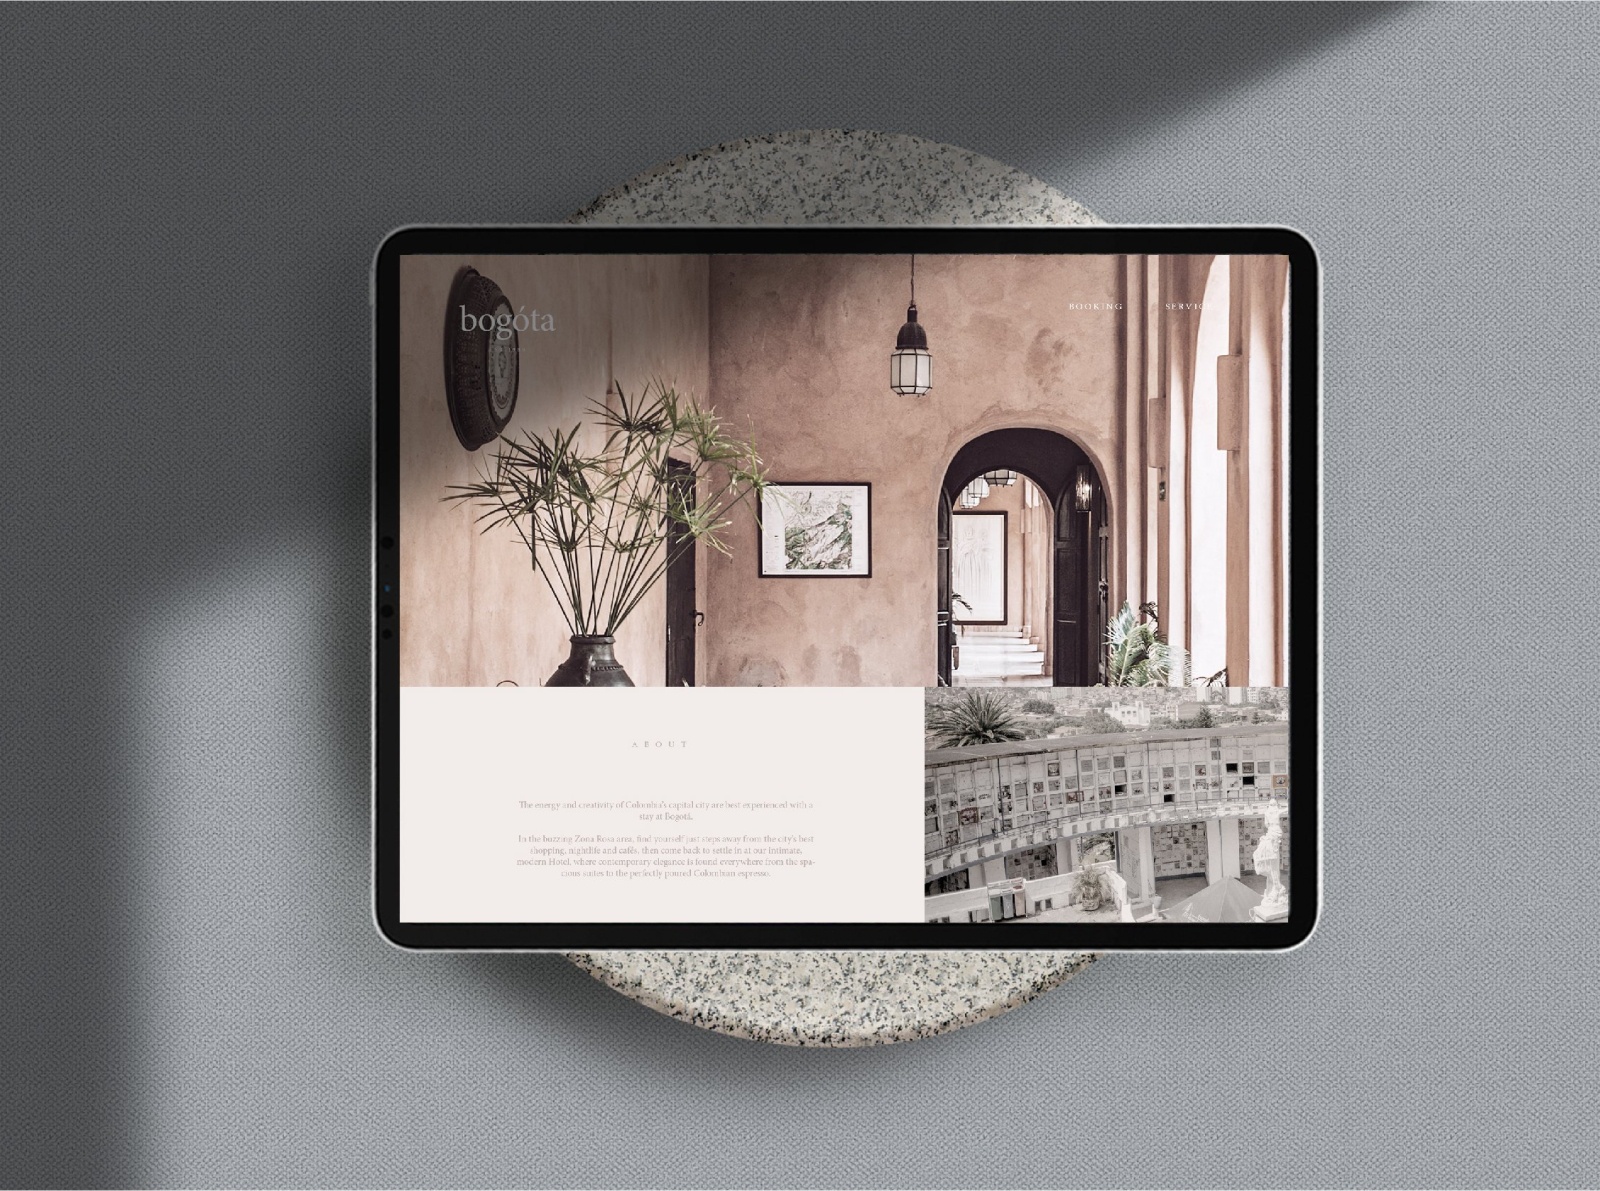 bogóta
BOOKING
ABOUT
The energy and creativity of Colombia's capital city are best experienced with a
stay at Bogotá.
In the buzzing Zona Rosa area, find yourself just steps away from the city's best
shopping, nightlife and cafés, then come back to settle in at our intimate,
modern Hotel, where contemporary elegance is found everywhere from the spa-
cious suites to the perfectly poured Colombian espresso.